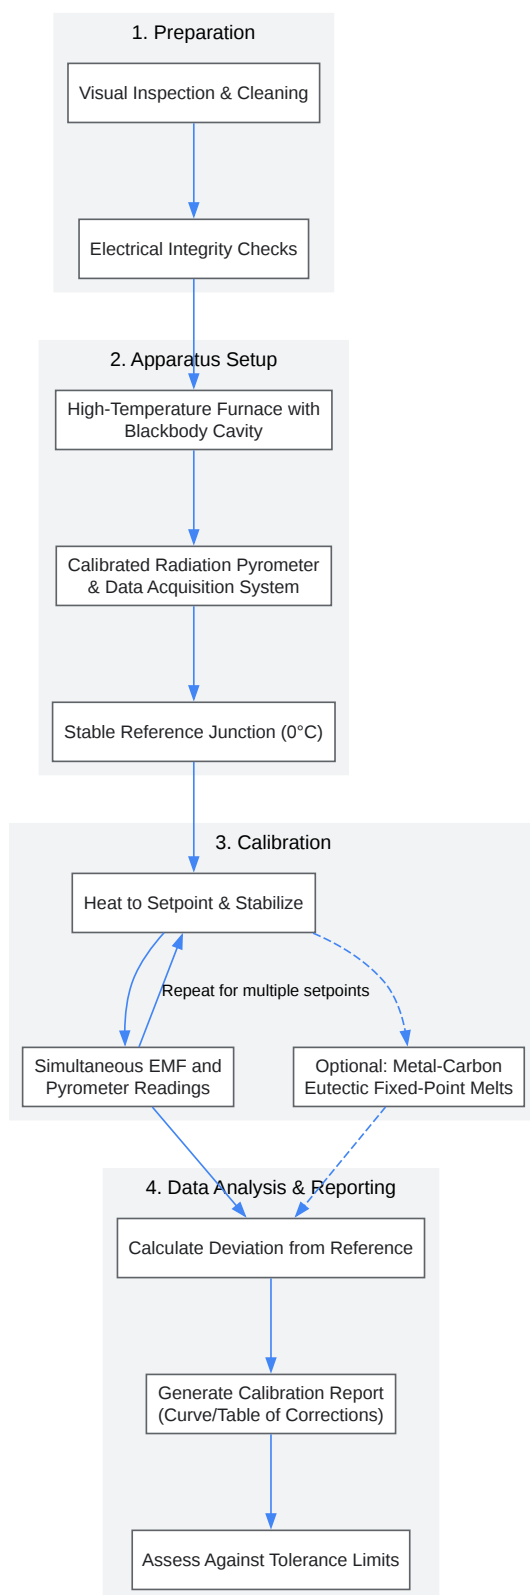 1. Preparation
Visual Inspection & Cleaning
Electrical Integrity Checks
2. Apparatus Setup
High-Temperature Furnace with
Blackbody Cavity
Calibrated Radiation Pyrometer
& Data Acquisition System
Stable Reference Junction (0°C)
3. Calibration
Heat to Setpoint & Stabilize
Repeat for multiple setpoints
Simultaneous EMF and
Pyrometer Readings
Optional: Metal-Carbon
Eutectic Fixed-Point Melts
4. Data Analysis & Reporting
Calculate Deviation from Reference
Generate Calibration Report
(Curve/Table of Corrections)
Assess Against Tolerance Limits